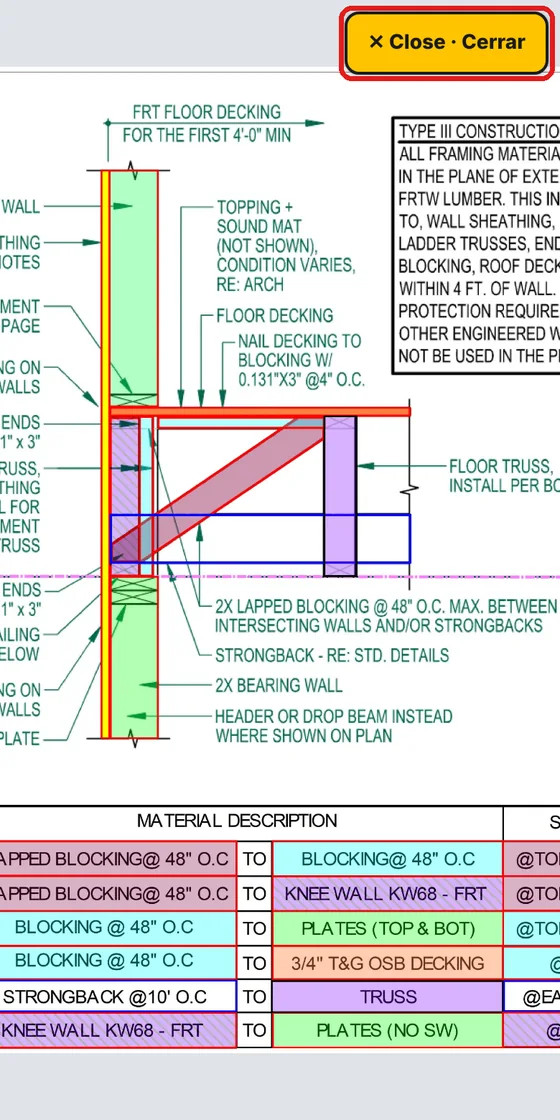 ✕ Close · Cerrar
FRT FLOOR DECKING
FOR THE FIRST 4'-0" MIN
WALL
THING
NOTES
MENT
PAGE
NG ON
WALLS
ENDS
1" x 3"
RUSS,
THING
L FOR
MENT
TRUSS
ENDS
1" x 3"
AILING
ELOW
NG ON
WALLS
PLATE
TOPPING +
SOUND MAT
(NOT SHOWN),
CONDITION VARIES,
RE: ARCH
FLOOR DECKING
NAIL DECKING TO
BLOCKING W/
0.131"X3" @4" O.C.
TYPE III CONSTRUCTIO
ALL FRAMING MATERIA
IN THE PLANE OF EXTE
FRTW LUMBER. THIS IN
TO, WALL SHEATHING,
LADDER TRUSSES, END
BLOCKING, ROOF DECK
WITHIN 4 FT. OF WALL.
PROTECTION REQUIRE
OTHER ENGINEERED W
NOT BE USED IN THE P
FLOOR TRUSS,
INSTALL PER BC
2X LAPPED BLOCKING @ 48" O.C. MAX. BETWEEN
INTERSECTING WALLS AND/OR STRONGBACKS
STRONGBACK - RE: STD. DETAILS
2X BEARING WALL
HEADER OR DROP BEAM INSTEAD
WHERE SHOWN ON PLAN
MATERIAL DESCRIPTION S
APPED BLOCKING@ 48" O.C TO BLOCKING@ 48" O.C @TO
APPED BLOCKING@ 48" O.C TO KNEE WALL KW68 - FRT @TO
BLOCKING @ 48" O.C TO PLATES (TOP & BOT) @TO
BLOCKING @ 48" O.C TO 3/4" T&G OSB DECKING @
STRONGBACK @10' O.C TO TRUSS @EA
KNEE WALL KW68 - FRT TO PLATES (NO SW) @